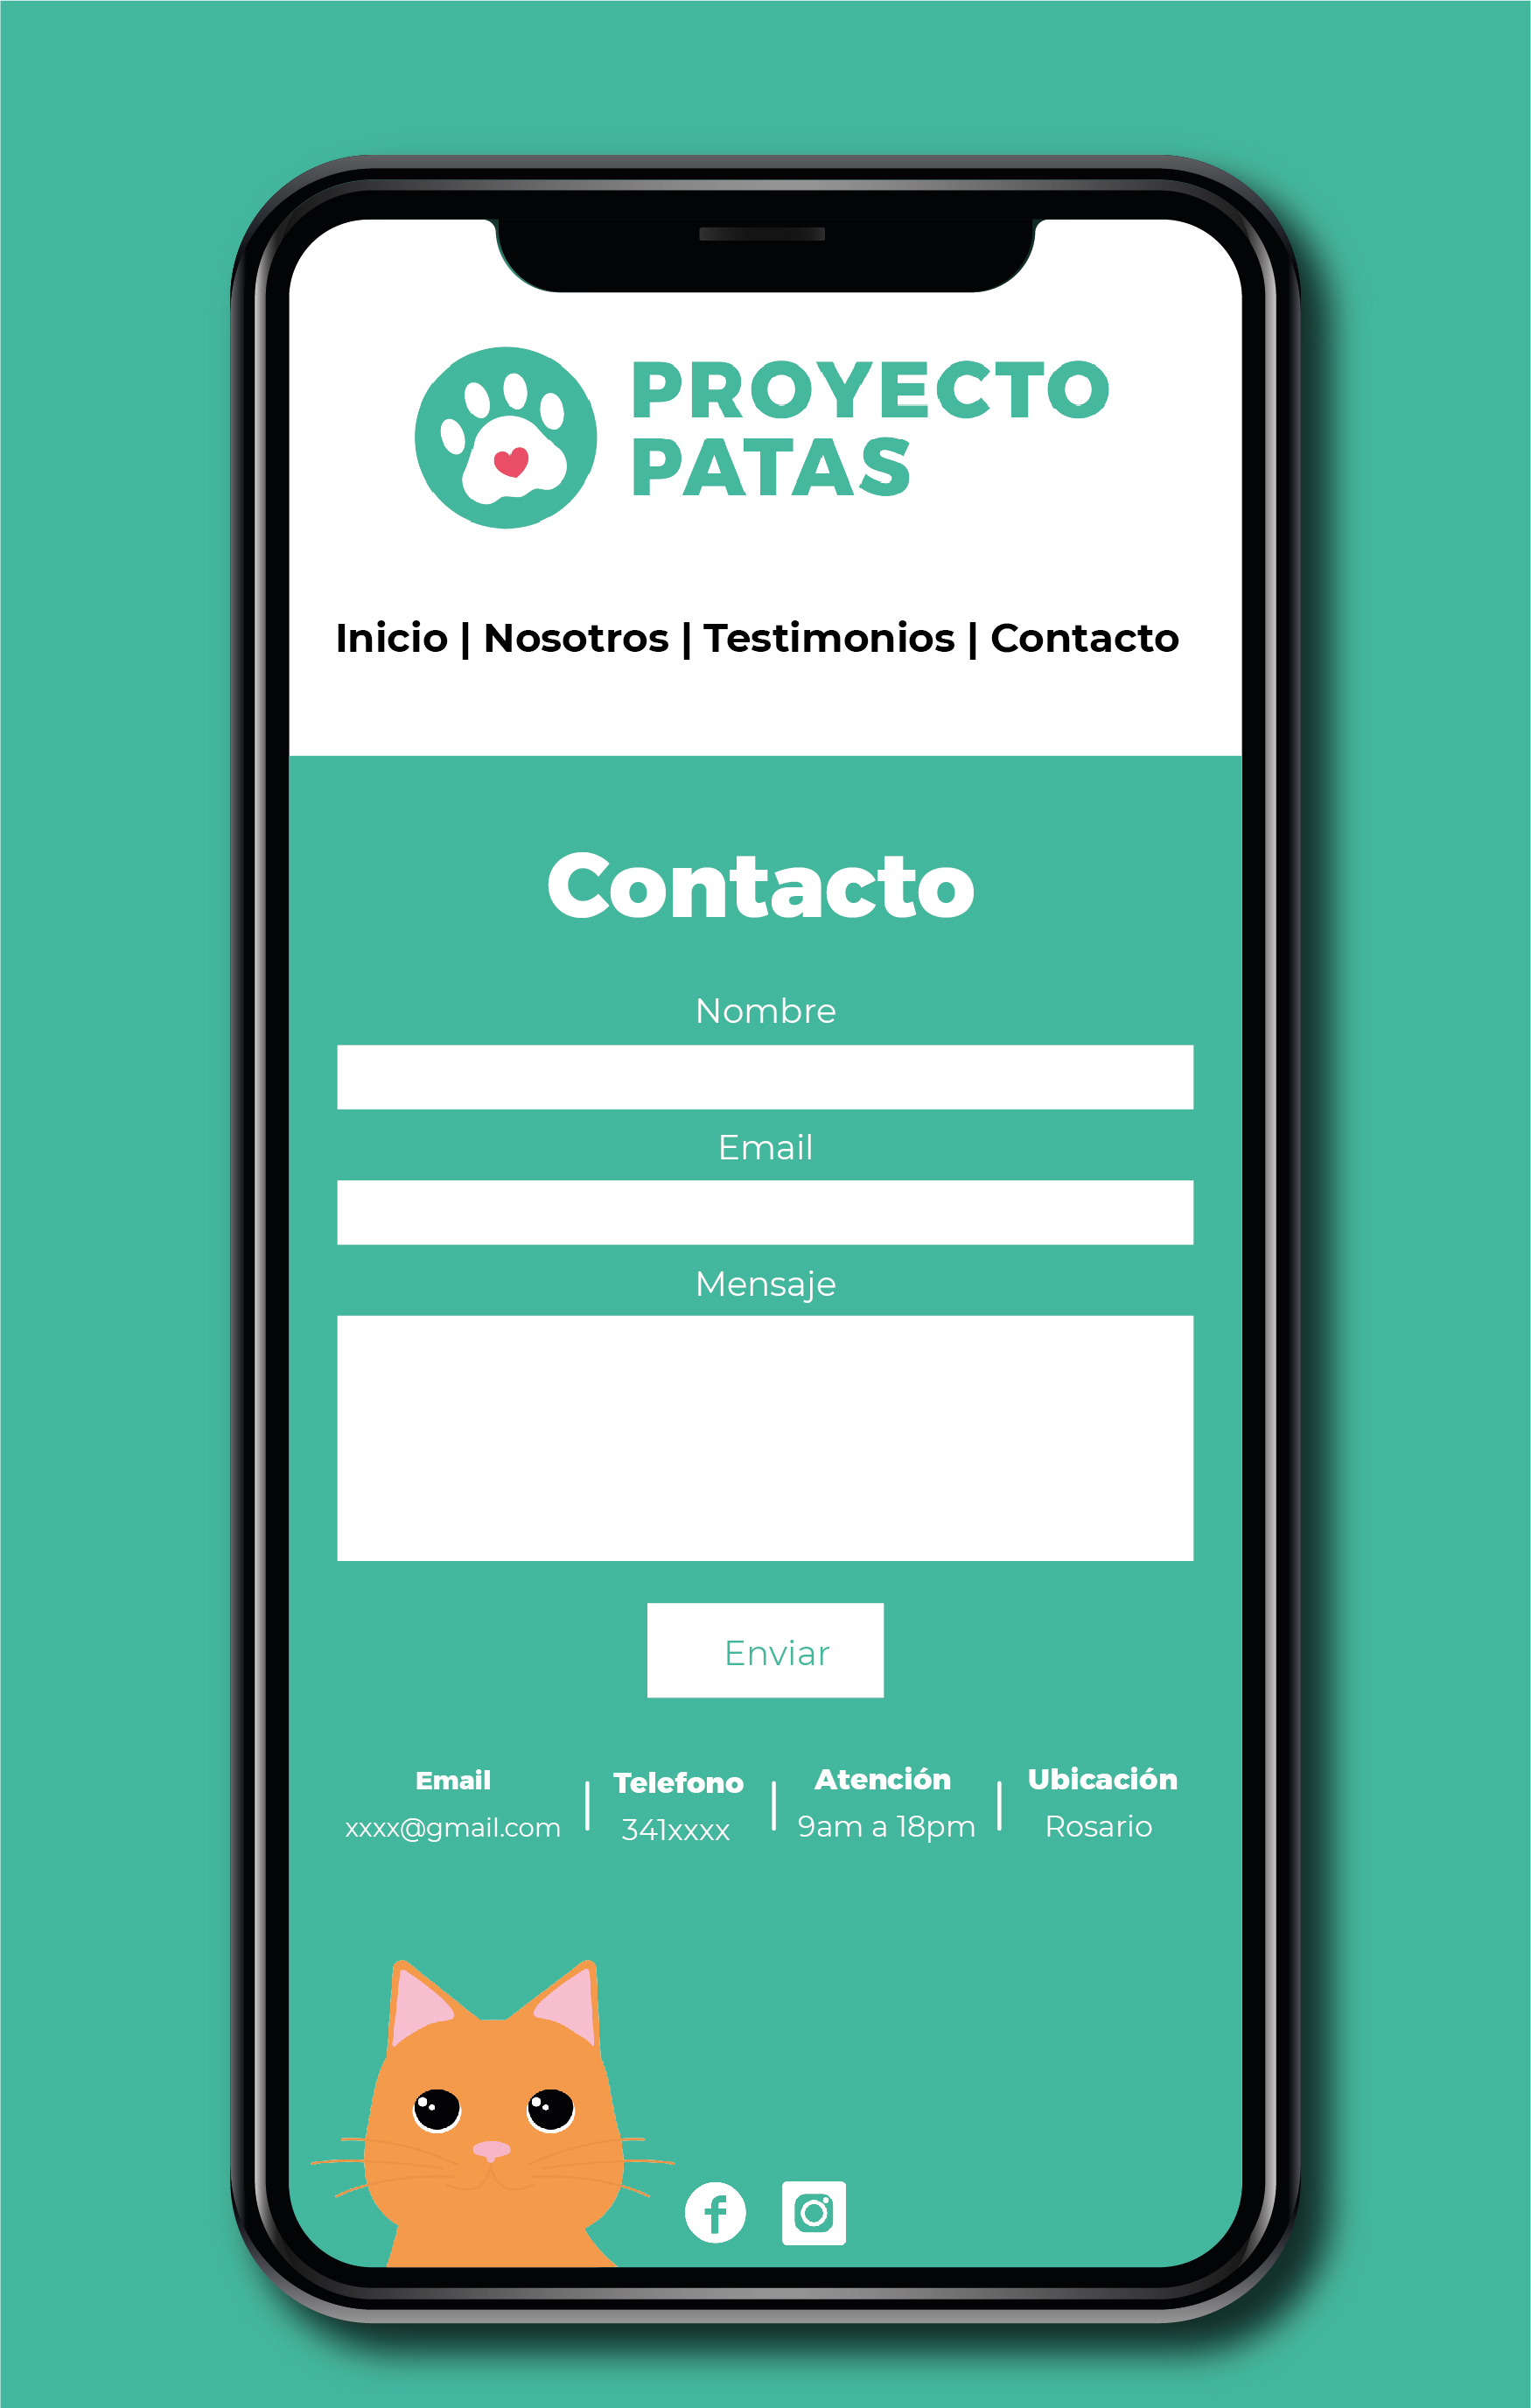 PROYECTO
PATAS
Inicio | Nosotros | Testimonios | Contacto
Contacto
Nombre
Email
Mensaje
Enviar
Email | Telefono | Atención | Ubicación
xxxx@gmail.com 341xxxx 9am a 18pm Rosario